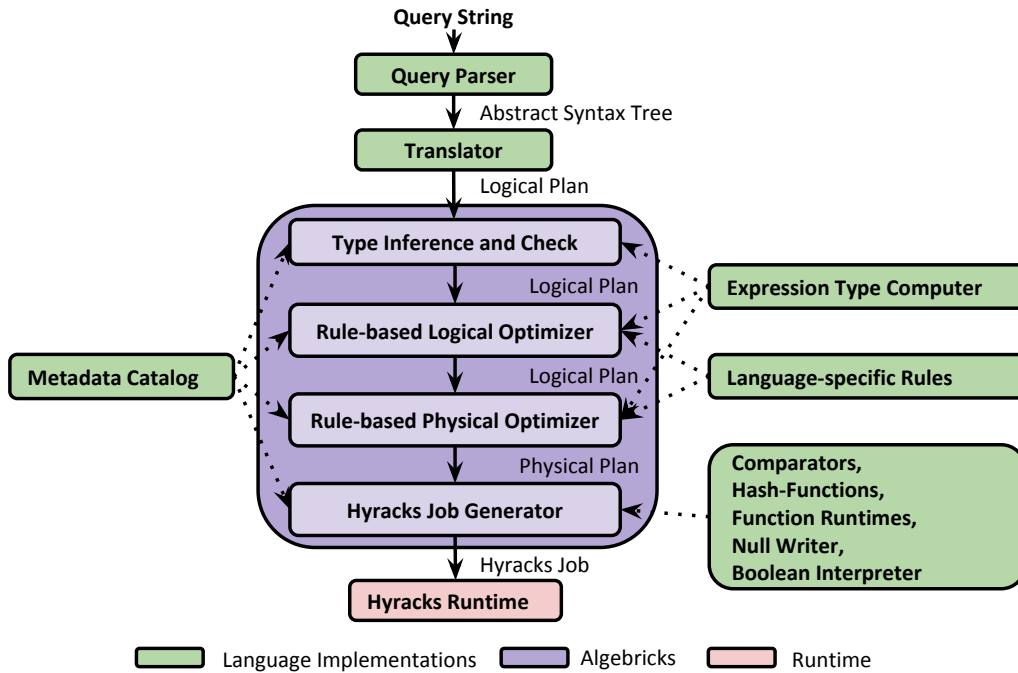 Query String
Query Parser
Abstract Syntax Tree
Translator
Logical Plan
Type Inference and Check
Logical Plan
Expression Type Computer
Rule-based Logical Optimizer
Metadata Catalog
Logical Plan
Language-specific Rules
Rule-based Physical Optimizer
Physical Plan
Comparators,
Hash-Functions,
Function Runtimes,
Null Writer,
Boolean Interpreter
Hyracks Job Generator
Hyracks Job
Hyracks Runtime
Language Implementations
Algebricks
Runtime